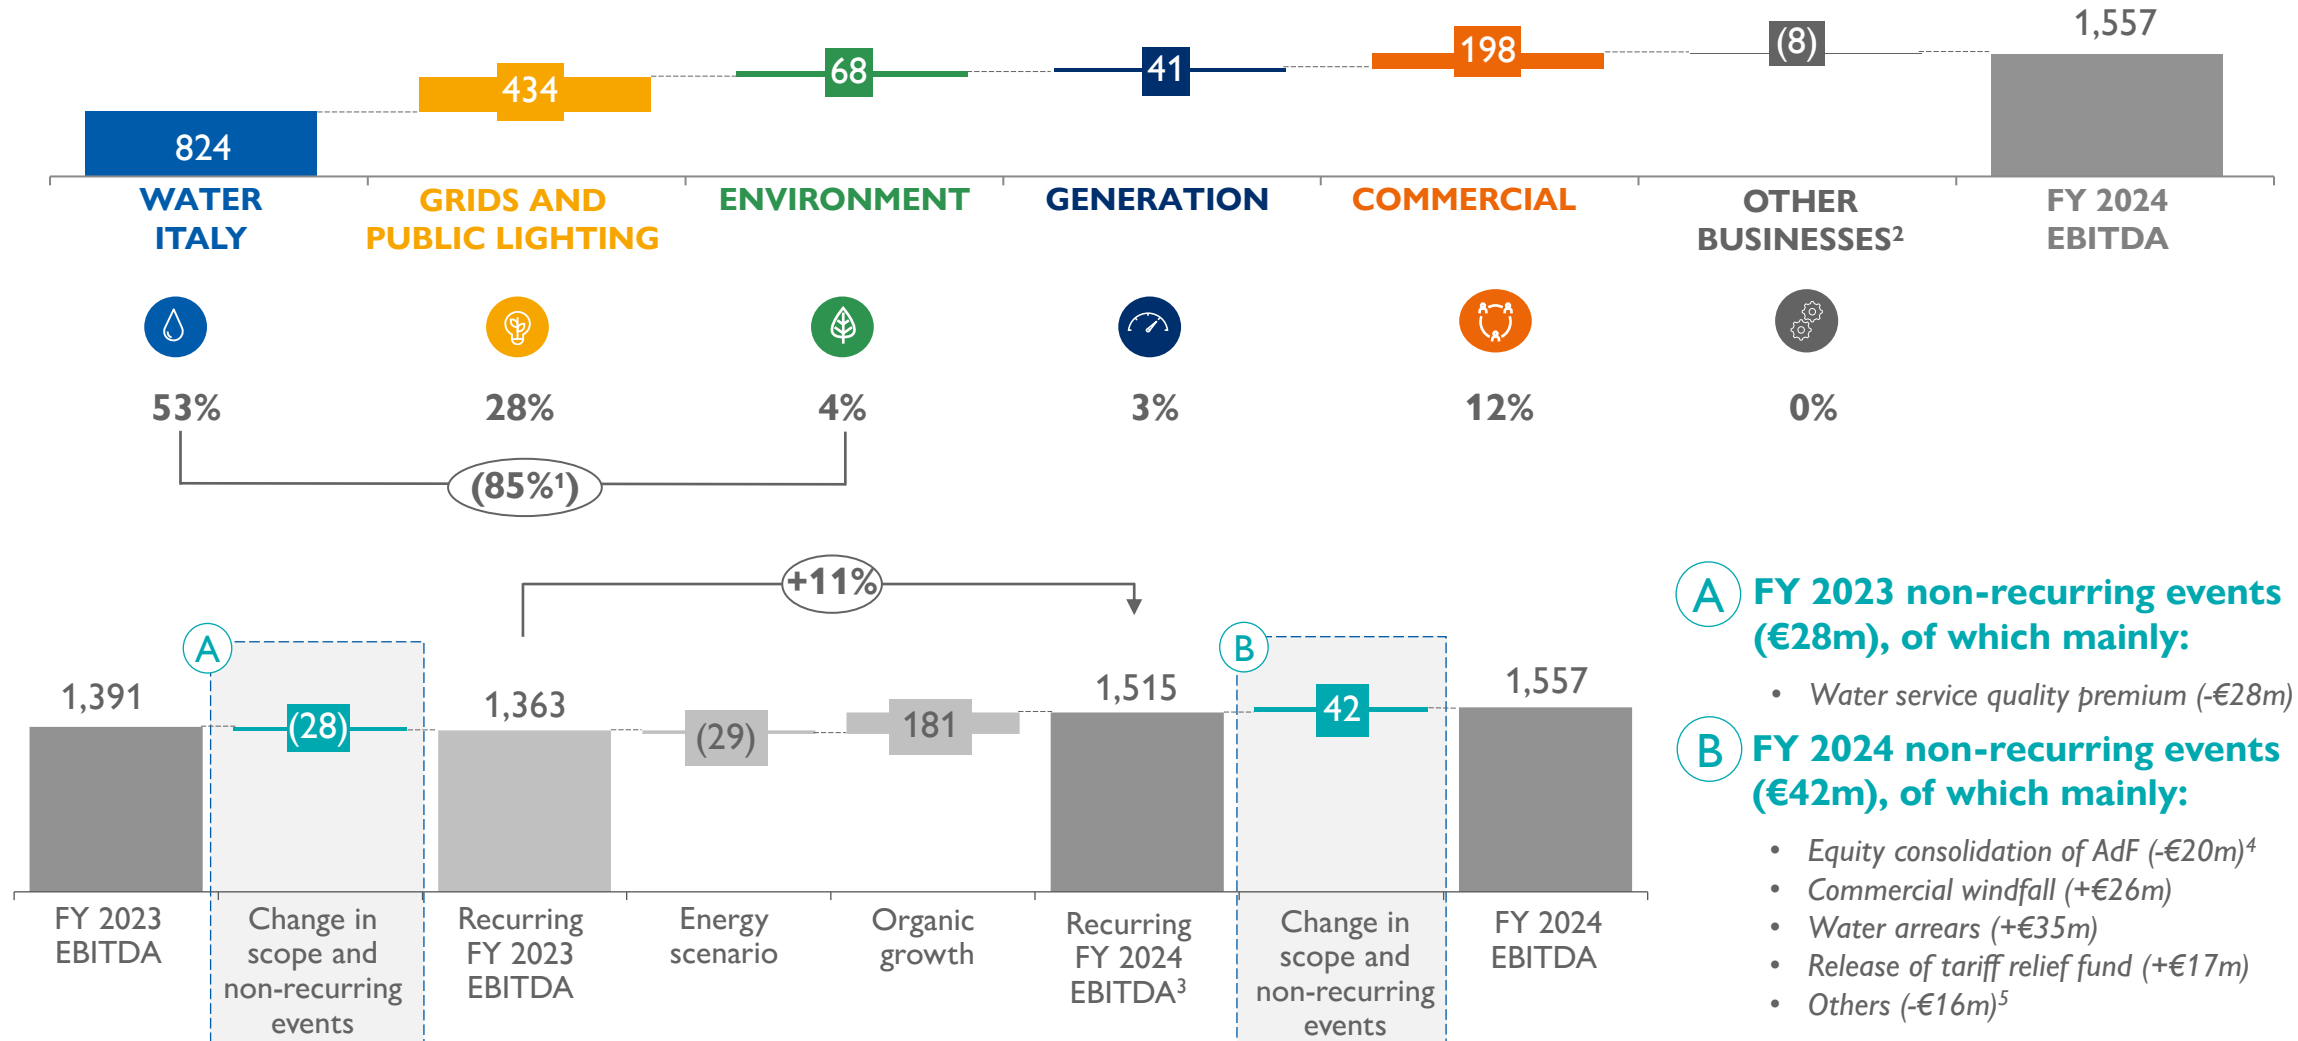 824
434
68
41
198
(8)
1,557
WATER
ITALY
GRIDS AND
PUBLIC LIGHTING
ENVIRONMENT
GENERATION
COMMERCIAL
OTHER
BUSINESSES²
FY 2024
EBITDA
53%
28%
4%
3%
12%
0%
(85%¹)
+11%
A
B
1,391
(28)
1,363
(29)
181
1,515
42
1,557
FY 2023
EBITDA
Change in
scope and
non-recurring
events
Recurring
FY 2023
EBITDA
Energy
scenario
Organic
growth
Recurring
FY 2024
EBITDA³
Change in
scope and
non-recurring
events
FY 2024
EBITDA
A FY 2023 non-recurring events
(€28m), of which mainly:
• Water service quality premium (-€28m)
B FY 2024 non-recurring events
(€42m), of which mainly:
• Equity consolidation of AdF (-€20m)⁴
• Commercial windfall (+€26m)
• Water arrears (+€35m)
• Release of tariff relief fund (+€17m)
• Others (-€16m)⁵